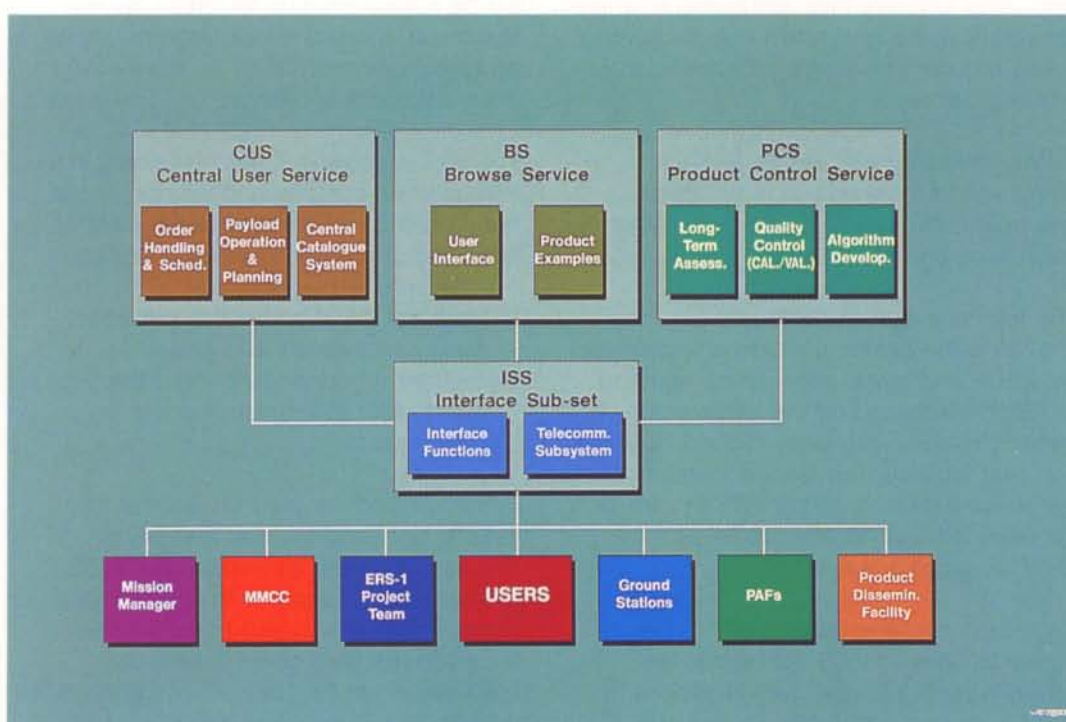 CUS
Central User Service
Order
Handling
& Sched.
Payload
Operation
&
Planning
Central
Catalogue
System
BS
Browse Service
User
Interface
Product
Examples
PCS
Product Control Service
Long-
Term
Assess.
Quality
Control
(CAL./VAL.)
Algorithm
Develop.
ISS
Interface Sub-set
Interface
Functions
Telecomm.
Subsystem
Mission
Manager
MMCC
ERS-1
Project
Team
USERS
Ground
Stations
PAFs
Product
Dissemin.
Facility